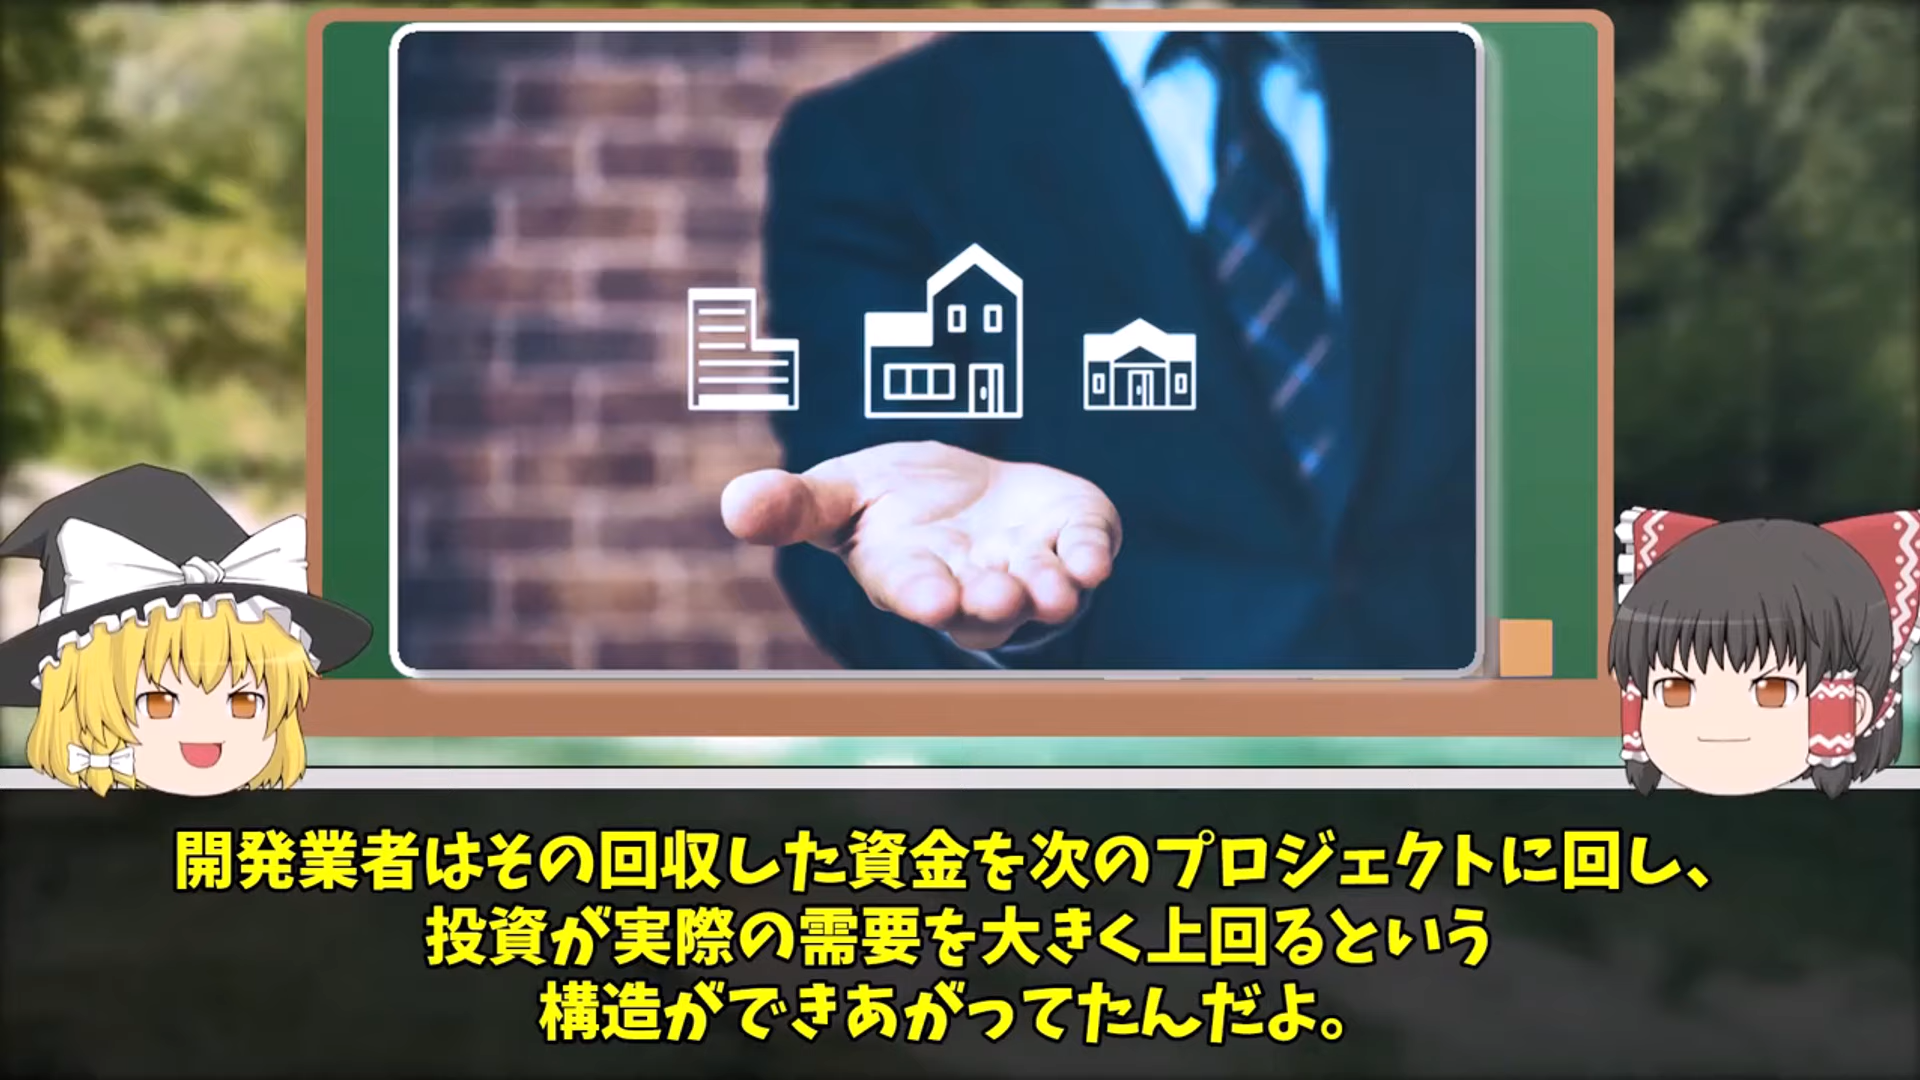 開発業者はその回収した資金を次のプロジェクトに回し、
投資が実際の需要を大きく上回るという
構造ができあがってたんだよ。